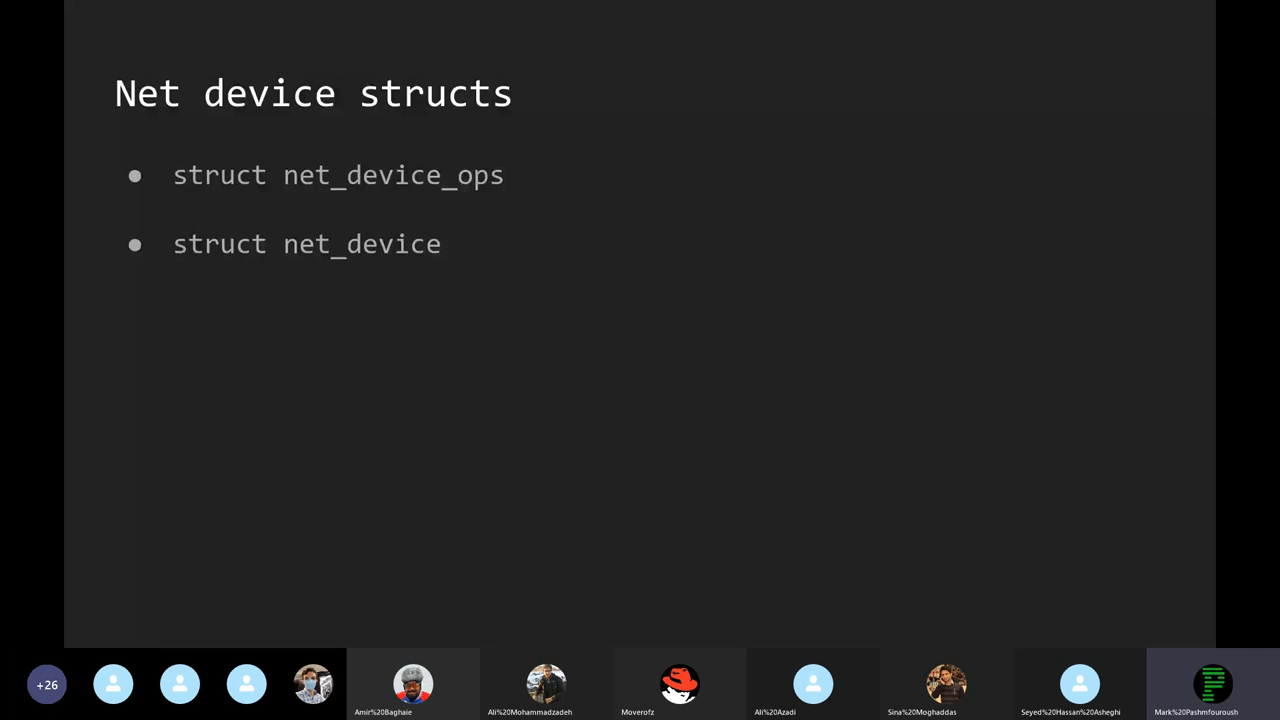 Net device structs
● struct net_device_ops
● struct net_device
+26
Amir%20Baghaie
Ali%20Mohammadzadeh
Moverofz
Ali%20Azadi
Sina%20Moghaddas
Seyed%20Hassan%20Asheghi
Mark%20Pashmfouroush